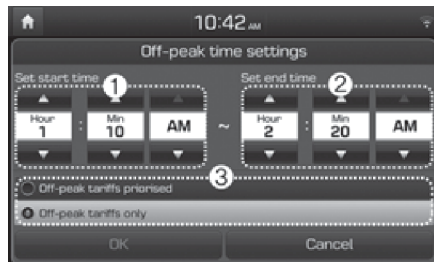 10:42 AM
Off-peak time settings
Set start time 1 Set end time 2
Hour Min Hour Min
1 : 10 AM ~ 2 : 20 AM
3
Off-peak tariffs priorised
Off-peak tariffs only
OK Cancel